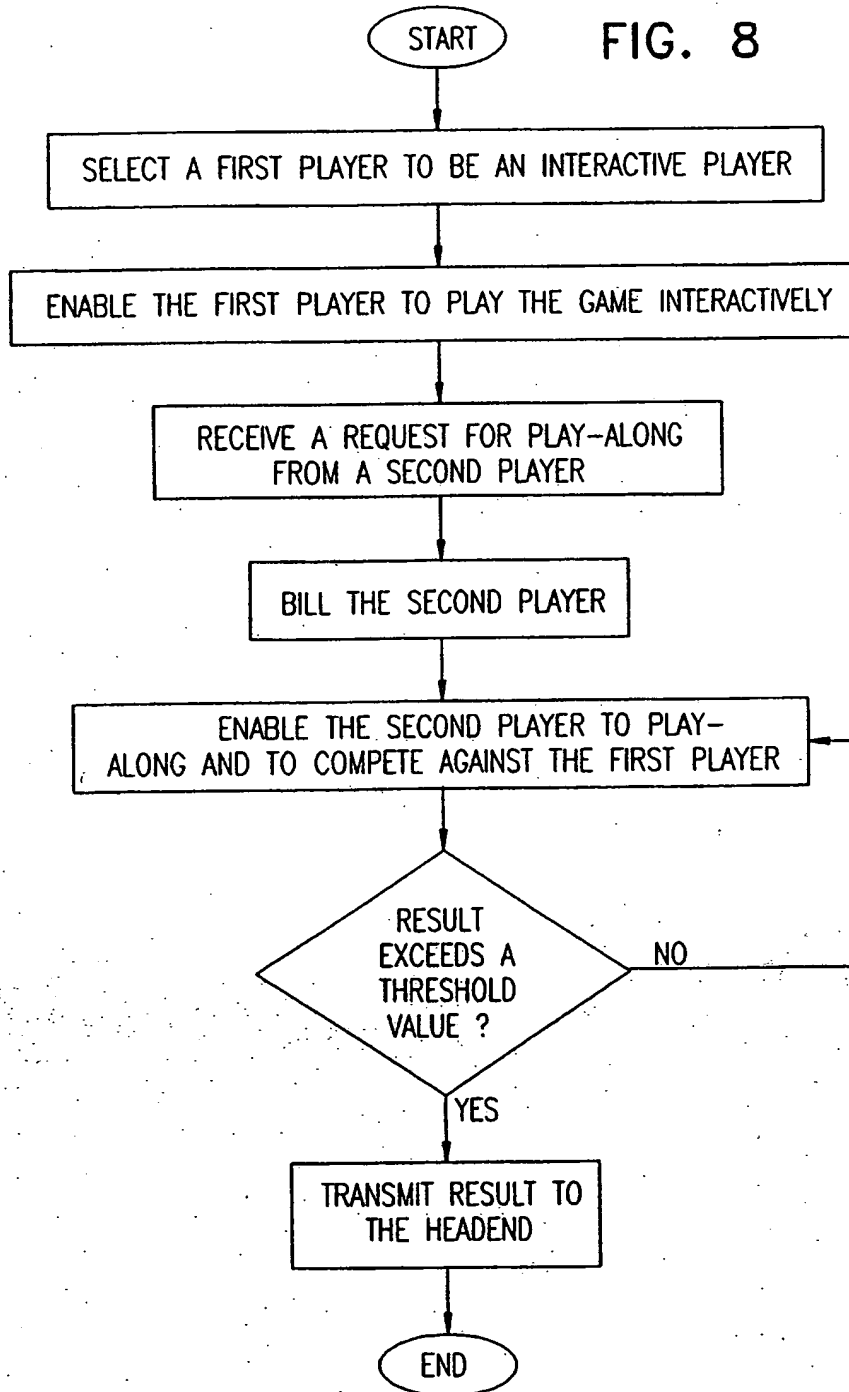 START
FIG. 8
SELECT A FIRST PLAYER TO BE AN INTERACTIVE PLAYER
ENABLE THE FIRST PLAYER TO PLAY THE GAME INTERACTIVELY
RECEIVE A REQUEST FOR PLAY-ALONG
FROM A SECOND PLAYER
BILL THE SECOND PLAYER
ENABLE THE SECOND PLAYER TO PLAY-
ALONG AND TO COMPETE AGAINST THE FIRST PLAYER
RESULT
EXCEEDS A
THRESHOLD
VALUE ?
NO
YES
TRANSMIT RESULT TO
THE HEADEND
END